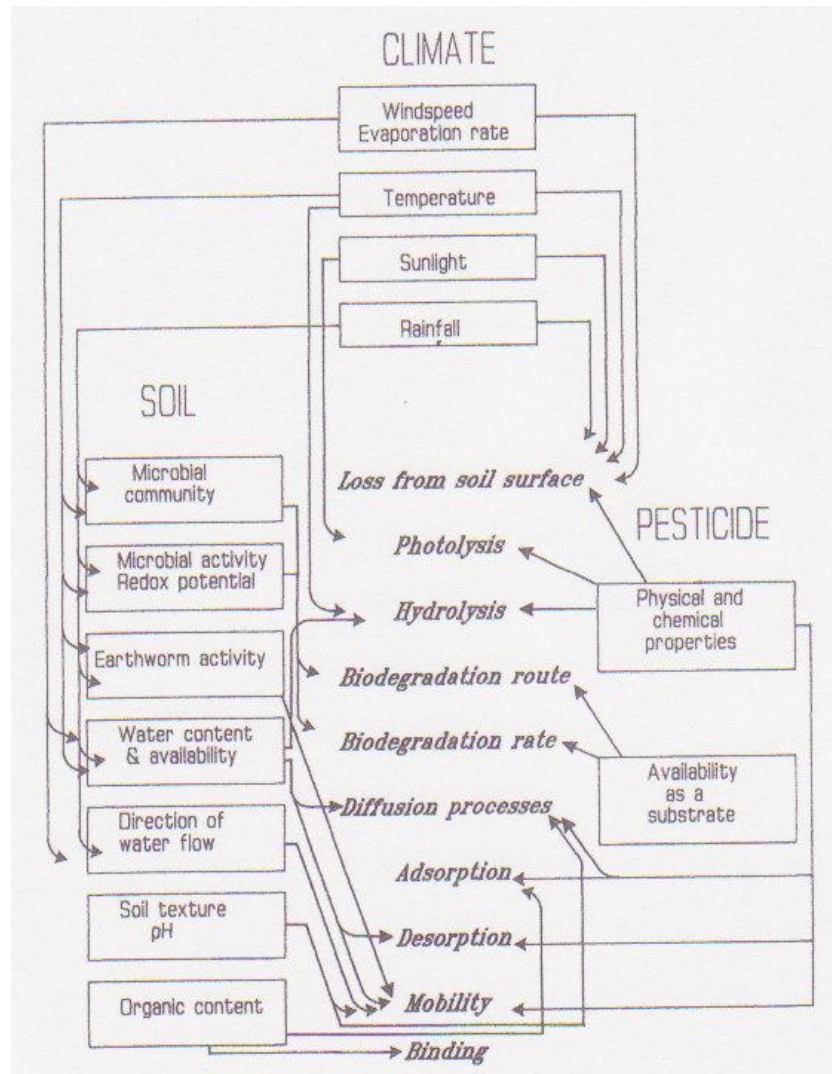 CLIMATE
Windspeed
Evaporation rate
Temperature
Sunlight
Rainfall
SOIL
Microbial
community
Microbial activity
Redox potential
Earthworm activity
Water content
& availability
Direction of
water flow
Soil texture
pH
Organic content
Loss from soil surface
Photolysis
Hydrolysis
Biodegradation route
Biodegradation rate
Diffusion processes
Adsorption
Desorption
Mobility
Binding
PESTICIDE
Physical and
chemical
properties
Availability
as a
substrate